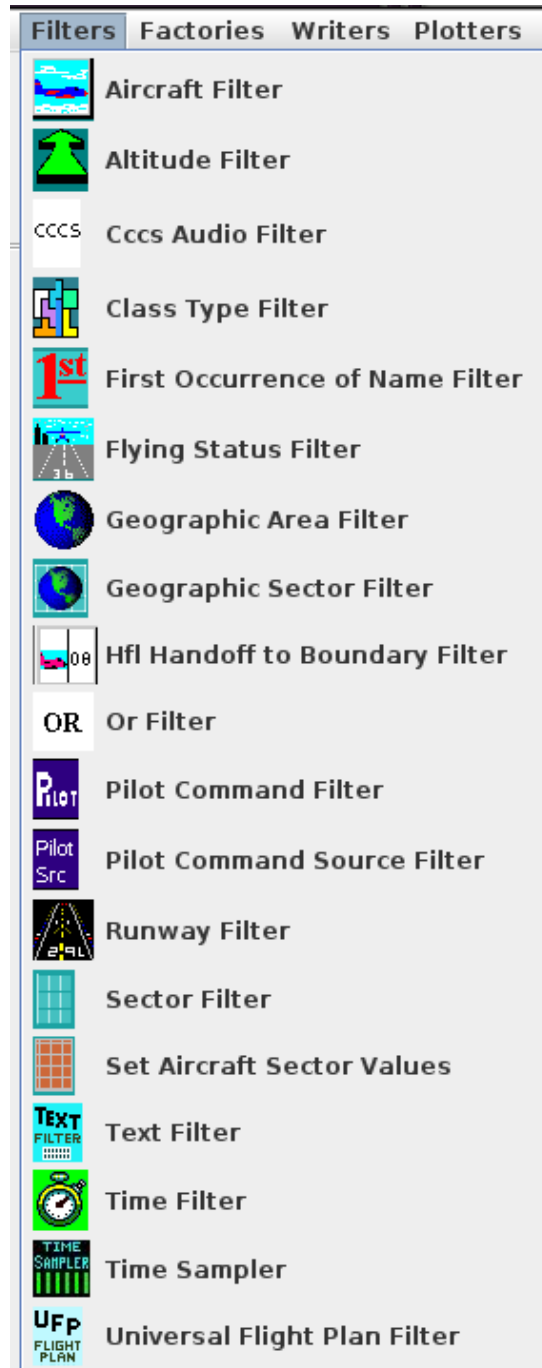 Filters Factories Writers Plotters
Aircraft Filter
Altitude Filter
CCCS Cccs Audio Filter
Class Type Filter
1st First Occurrence of Name Filter
36 Flying Status Filter
Geographic Area Filter
Geographic Sector Filter
08 Hfl Handoff to Boundary Filter
OR Or Filter
PILOT Pilot Command Filter
Pilot
Src
Pilot Command Source Filter
29L Runway Filter
Sector Filter
Set Aircraft Sector Values
TEXT
FILTER
Text Filter
Time Filter
TIME
SAMPLER
Time Sampler
UFP
FLIGHT
PLAN
Universal Flight Plan Filter